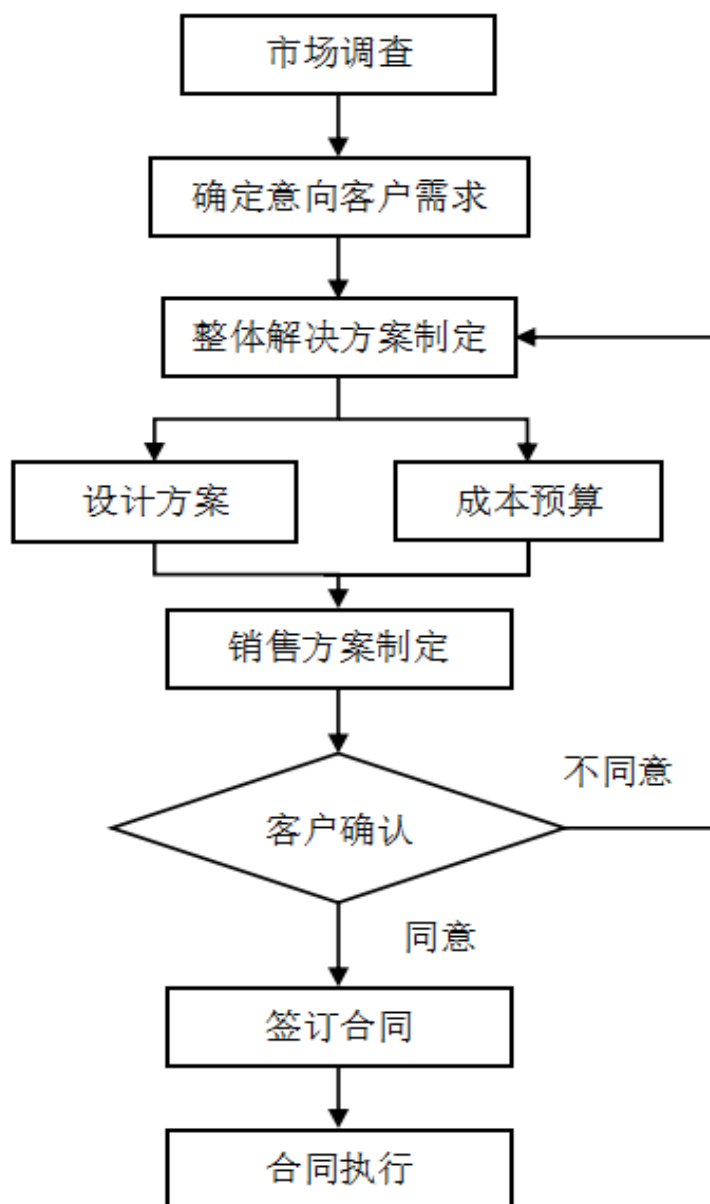 市场调查
确定意向客户需求
整体解决方案制定
设计方案
成本预算
销售方案制定
不同意
客户确认
同意
签订合同
合同执行